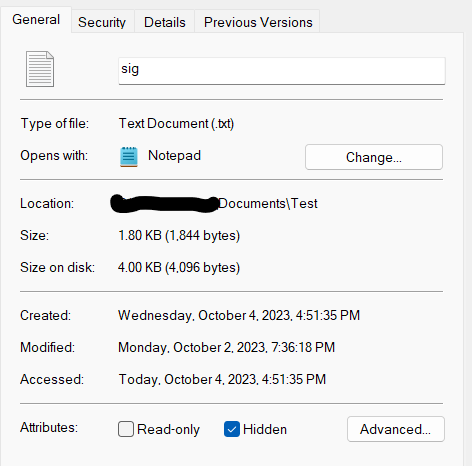 General Security Details Previous Versions
sig
Type of file: Text Document (.txt)
Opens with: Notepad Change...
Location: Documents\Test
Size: 1.80 KB (1,844 bytes)
Size on disk: 4.00 KB (4,096 bytes)
Created: Wednesday, October 4, 2023, 4:51:35 PM
Modified: Monday, October 2, 2023, 7:36:18 PM
Accessed: Today, October 4, 2023, 4:51:35 PM
Attributes: Read-only Hidden Advanced...